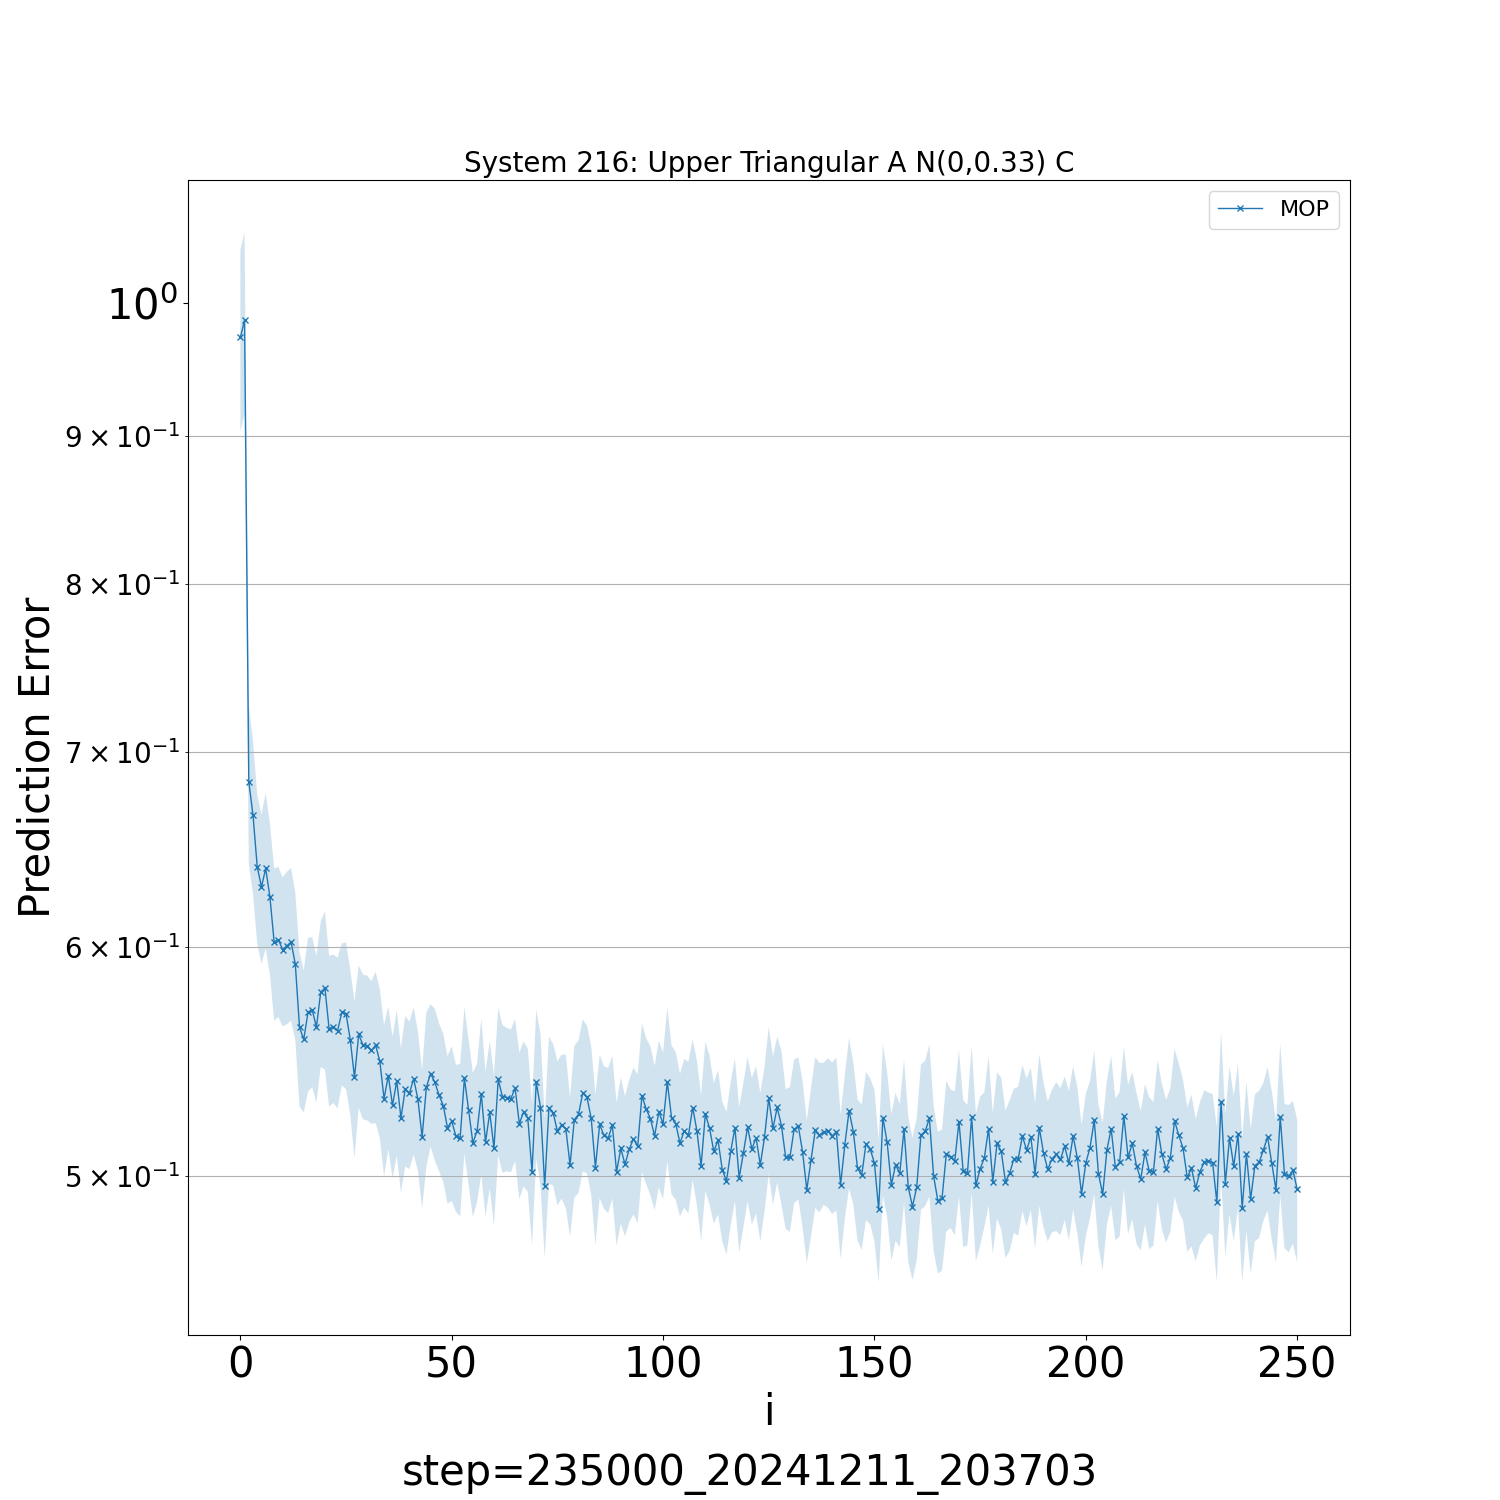 System 216: Upper Triangular A N(0,0.33) C
MOP
10⁰
9 × 10⁻¹
8 × 10⁻¹
7 × 10⁻¹
6 × 10⁻¹
5 × 10⁻¹
Prediction Error
0 50 100 150 200 250
i
step=235000_20241211_203703